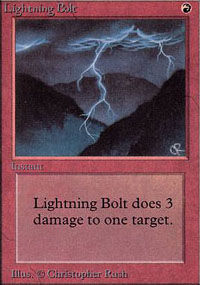 Lightning Bolt
Instant
Lightning Bolt does 3
damage to one target.
Illus. © Christopher Rush